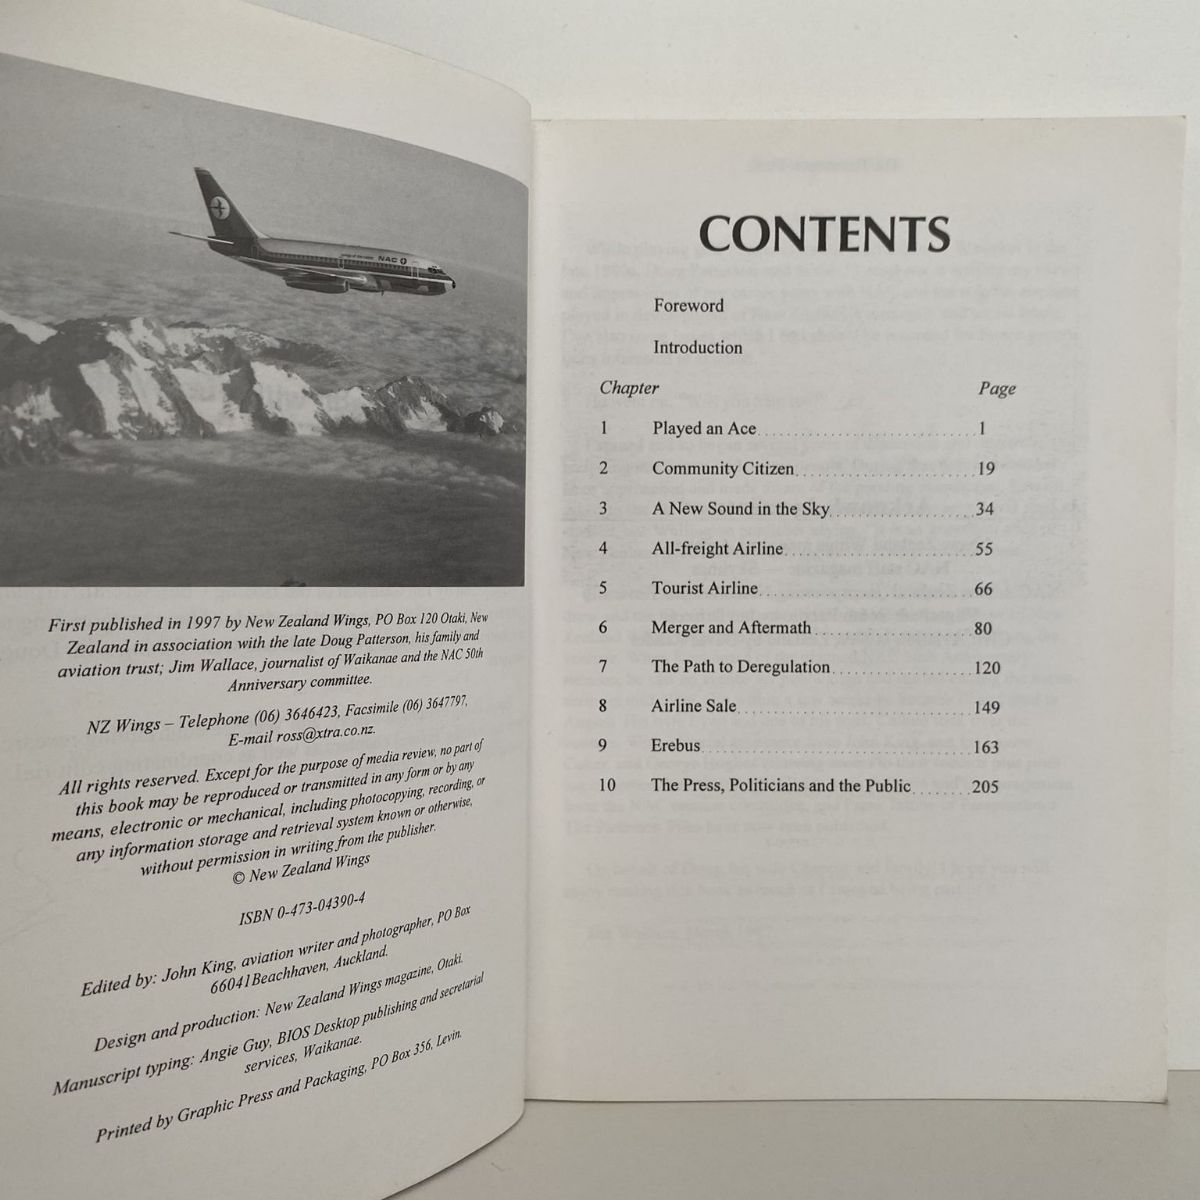 NAC
First published in 1997 by New Zealand Wings, PO Box 120 Otaki, New
Zealand in association with the late Doug Patterson, his family and
aviation trust; Jim Wallace, journalist of Waikanae and the NAC 50th
Anniversary committee.
NZ Wings – Telephone (06) 3646423, Facsimile (06) 3647797,
E-mail ross@xtra.co.nz.
All rights reserved. Except for the purpose of media review, no part of
this book may be reproduced or transmitted in any form or by any
means, electronic or mechanical, including photocopying, recording, or
any information storage and retrieval system known or otherwise,
without permission in writing from the publisher.
© New Zealand Wings
ISBN 0-473-04390-4
Edited by: John King, aviation writer and photographer, PO Box
66041Beachhaven, Auckland.
Design and production: New Zealand Wings magazine, Otaki.
Manuscript typing: Angie Guy, BIOS Desktop publishing and secretarial
services, Waikanae.
Printed by Graphic Press and Packaging, PO Box 356, Levin.
CONTENTS
Foreword
Introduction
Chapter Page
1 Played an Ace 1
2 Community Citizen 19
3 A New Sound in the Sky 34
4 All-freight Airline 55
5 Tourist Airline 66
6 Merger and Aftermath 80
7 The Path to Deregulation 120
8 Airline Sale 149
9 Erebus 163
10 The Press, Politicians and the Public 205